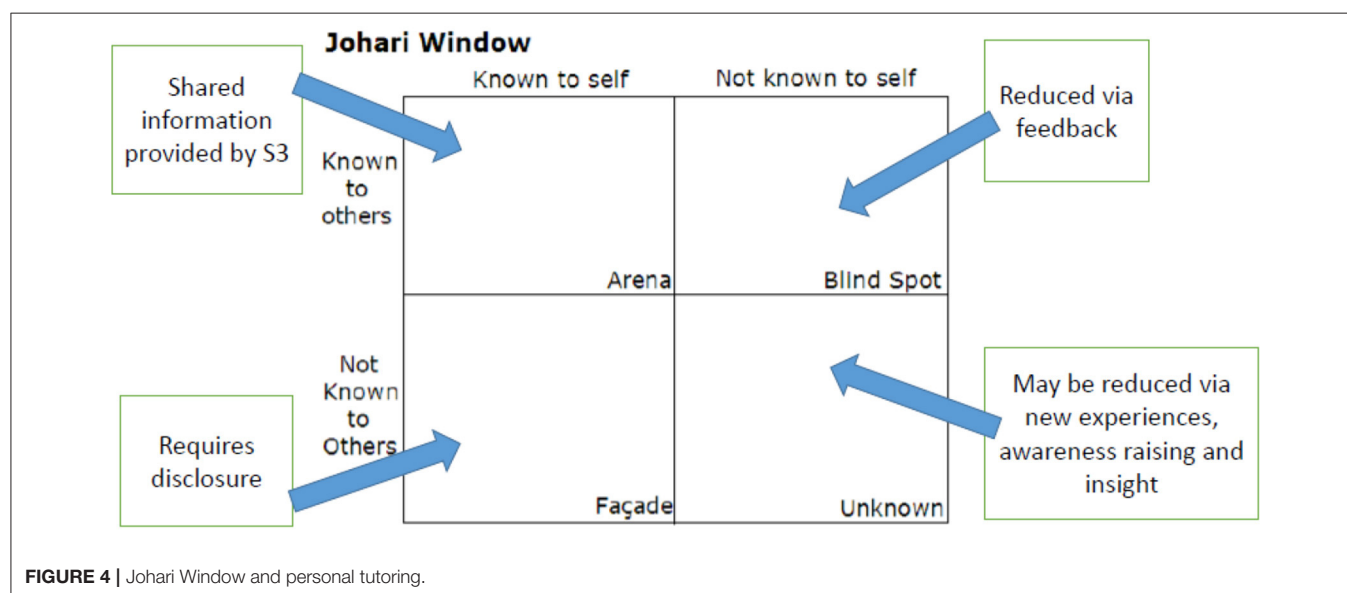 Johari Window
Known to self
Not known to self
Shared
information
provided by S3
Reduced via
feedback
Known
to
others
Arena
Blind Spot
Not
Known
to
Others
Requires
disclosure
May be reduced via
new experiences,
awareness raising and
insight
Façade
Unknown
FIGURE 4 | Johari Window and personal tutoring.